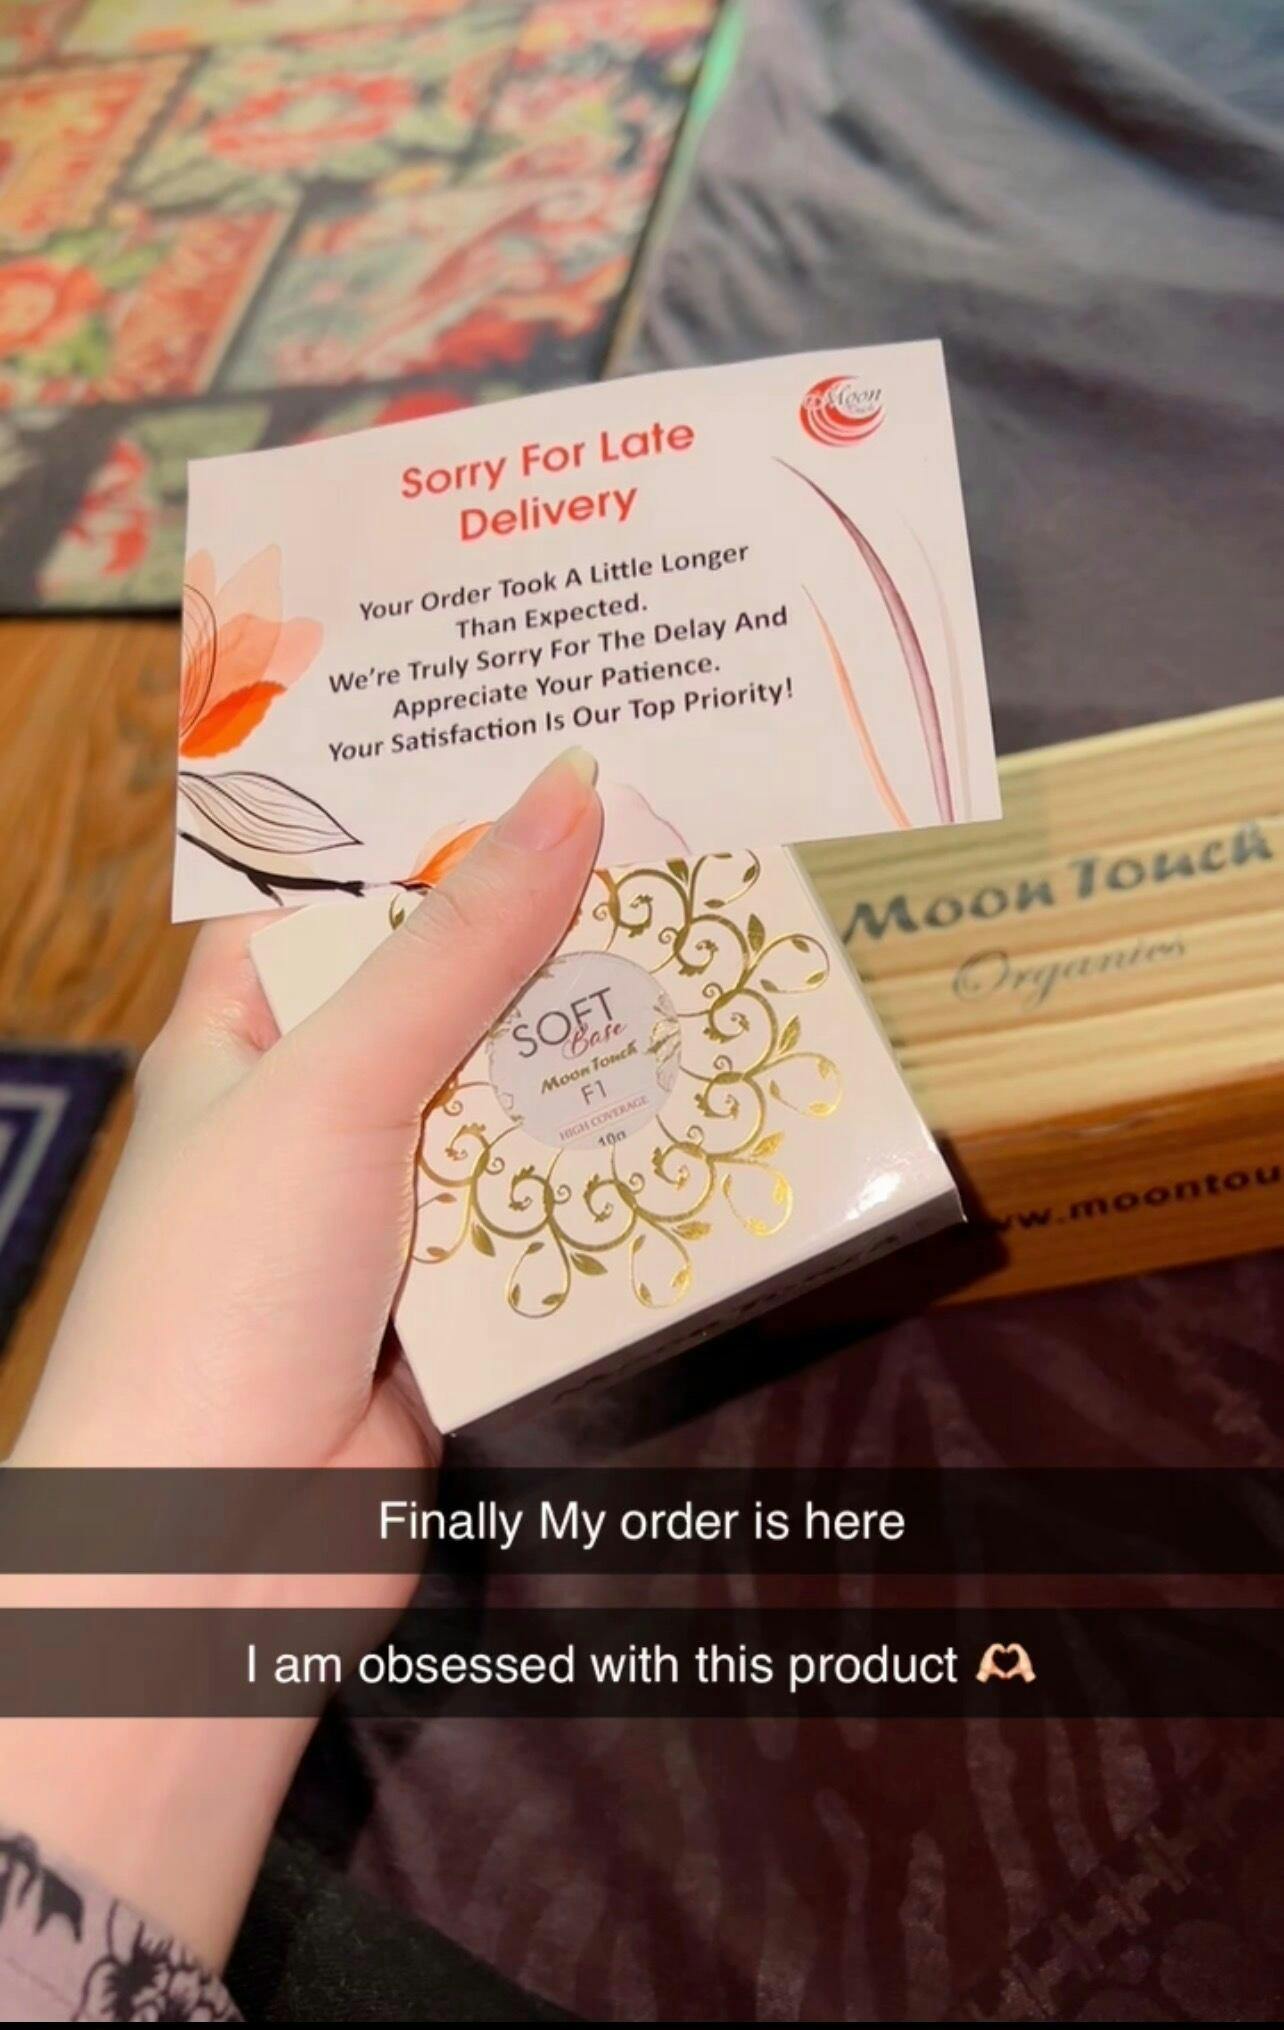 Moon
Sorry For Late
Delivery
Your Order Took A Little Longer
Than Expected.
We're Truly Sorry For The Delay And
Appreciate Your Patience.
Your Satisfaction Is Our Top Priority!
Moon Touch
Organics
SOFT
Base
Moon Touch
F1
HIGH COVERAGE
10g
Finally My order is here
I am obsessed with this product 🫶🏻